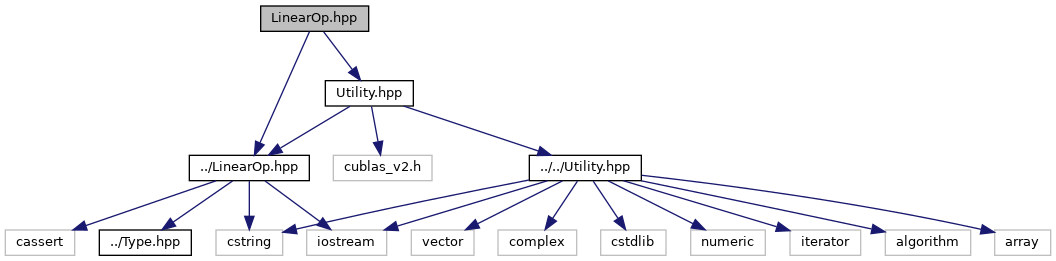 LinearOp.hpp
Utility.hpp
../LinearOp.hpp
cublas_v2.h
../../Utility.hpp
cassert
../Type.hpp
cstring
iostream
vector
complex
cstdlib
numeric
iterator
algorithm
array